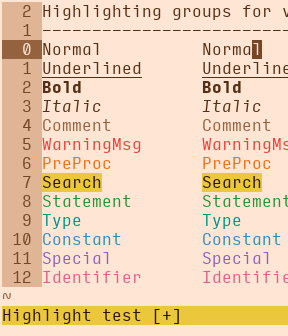 2 Highlighting groups for v
1 --------------------------
0 Normal Normal
1 Underlined Underline
2 Bold Bold
3 Italic Italic
4 Comment Comment
5 WarningMsg WarningMs
6 PreProc PreProc
7 Search Search
8 Statement Statement
9 Type Type
10 Constant Constant
11 Special Special
12 Identifier Identifie
~
Highlight test [+]